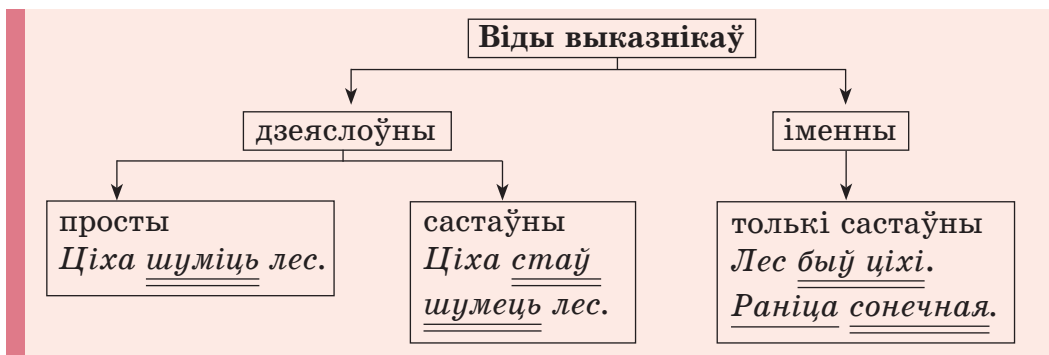 Віды выказнікаў
дзеяслоўны
іменны
просты
Ціха шуміць лес.
састаўны
Ціха стаў
шумець лес.
толькі састаўны
Лес быў ціхі.
Раніца сонечная.